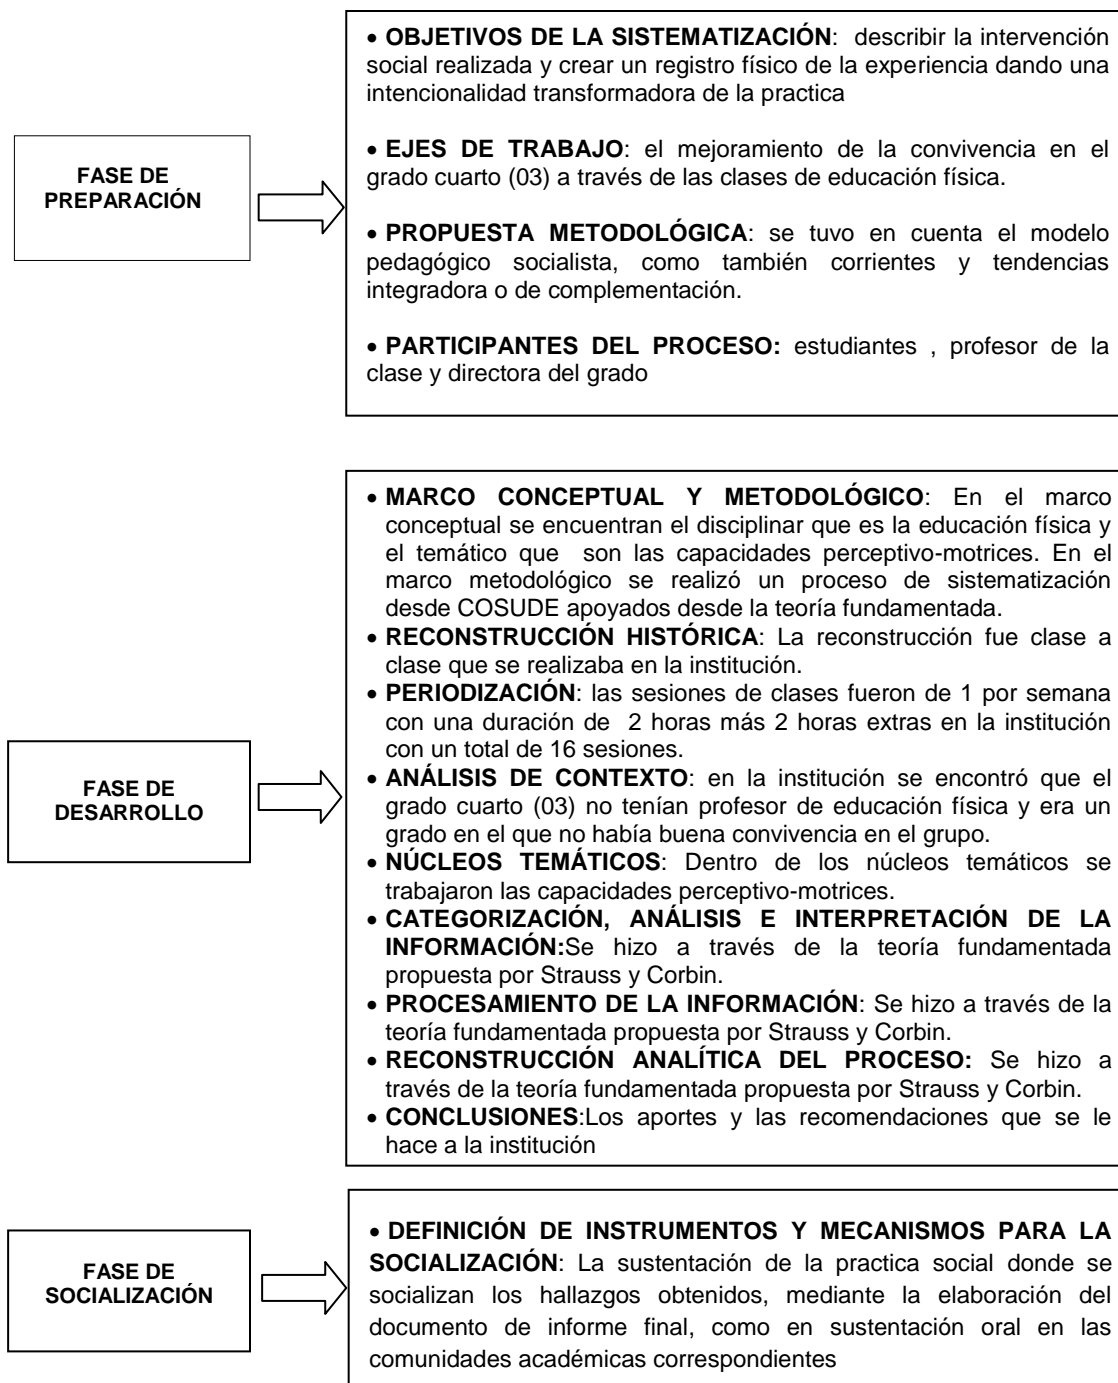 FASE DE
PREPARACIÓN
• OBJETIVOS DE LA SISTEMATIZACIÓN: describir la intervención
social realizada y crear un registro físico de la experiencia dando una
intencionalidad transformadora de la practica
• EJES DE TRABAJO: el mejoramiento de la convivencia en el
grado cuarto (03) a través de las clases de educación física.
• PROPUESTA METODOLÓGICA: se tuvo en cuenta el modelo
pedagógico socialista, como también corrientes y tendencias
integradora o de complementación.
• PARTICIPANTES DEL PROCESO: estudiantes , profesor de la
clase y directora del grado
FASE DE
DESARROLLO
• MARCO CONCEPTUAL Y METODOLÓGICO: En el marco
conceptual se encuentran el disciplinar que es la educación física y
el temático que son las capacidades perceptivo-motrices. En el
marco metodológico se realizó un proceso de sistematización
desde COSUDE apoyados desde la teoría fundamentada.
• RECONSTRUCCIÓN HISTÓRICA: La reconstrucción fue clase a
clase que se realizaba en la institución.
• PERIODIZACIÓN: las sesiones de clases fueron de 1 por semana
con una duración de 2 horas más 2 horas extras en la institución
con un total de 16 sesiones.
• ANÁLISIS DE CONTEXTO: en la institución se encontró que el
grado cuarto (03) no tenían profesor de educación física y era un
grado en el que no había buena convivencia en el grupo.
• NÚCLEOS TEMÁTICOS: Dentro de los núcleos temáticos se
trabajaron las capacidades perceptivo-motrices.
• CATEGORIZACIÓN, ANÁLISIS E INTERPRETACIÓN DE LA
INFORMACIÓN:Se hizo a través de la teoría fundamentada
propuesta por Strauss y Corbin.
• PROCESAMIENTO DE LA INFORMACIÓN: Se hizo a través de la
teoría fundamentada propuesta por Strauss y Corbin.
• RECONSTRUCCIÓN ANALÍTICA DEL PROCESO: Se hizo a
través de la teoría fundamentada propuesta por Strauss y Corbin.
• CONCLUSIONES:Los aportes y las recomendaciones que se le
hace a la institución
FASE DE
SOCIALIZACIÓN
• DEFINICIÓN DE INSTRUMENTOS Y MECANISMOS PARA LA
SOCIALIZACIÓN: La sustentación de la practica social donde se
socializan los hallazgos obtenidos, mediante la elaboración del
documento de informe final, como en sustentación oral en las
comunidades académicas correspondientes